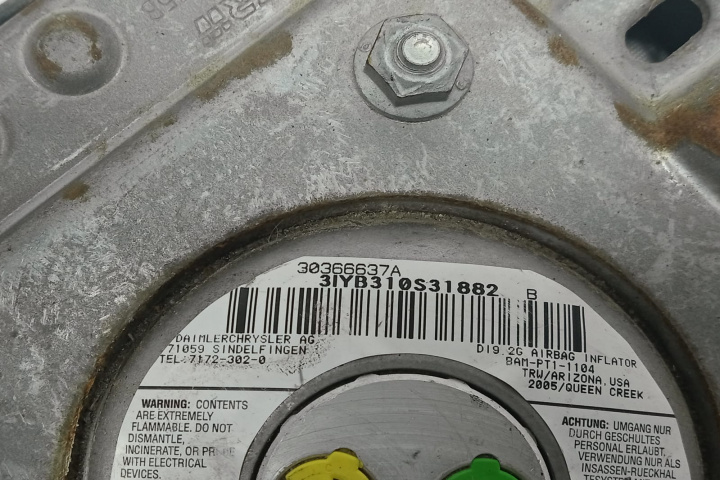 TRW
30366637A
3IYB310S31882 B
DAIMLERCHRYSLER AG
71059 SINDELFINGEN
TEL.7172-302-0
DI9.2G AIRBAG INFLATOR
BAM-PT1-1104
TRW/ARIZONA.USA
2005/QUEEN CREEK
WARNING: CONTENTS
ARE EXTREMELY
FLAMMABLE. DO NOT
DISMANTLE,
INCINERATE, OR
WITH ELECTRICAL
DEVICES.
ACHTUNG: UMGANG NUR
DURCH GESCHULTES
PERSONAL ERLAUBT.
VERWENDUNG NUR ALS
INSASSEN-RUECKHAL